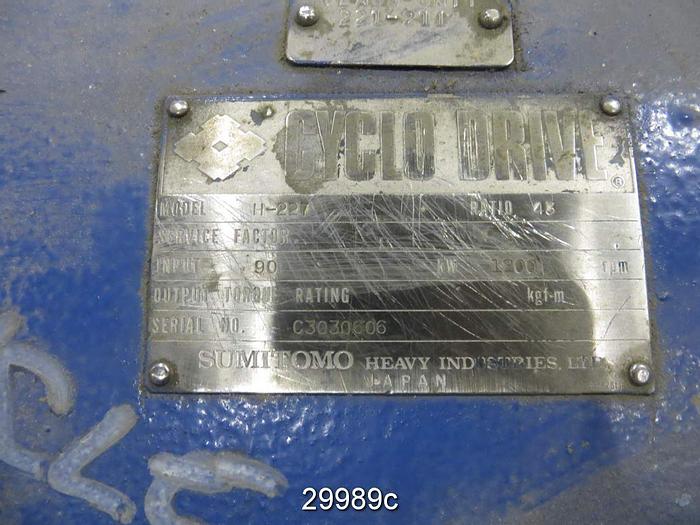 221-211
CYCLO DRIVE ®
MODEL H-227 RATIO 43
SERVICE FACTOR
INPUT 90 kW 1200 rpm
OUTPUT TORQUE RATING kgf-m
SERIAL NO. C3030606
SUMITOMO HEAVY INDUSTRIES, LTD.
JAPAN
29989c